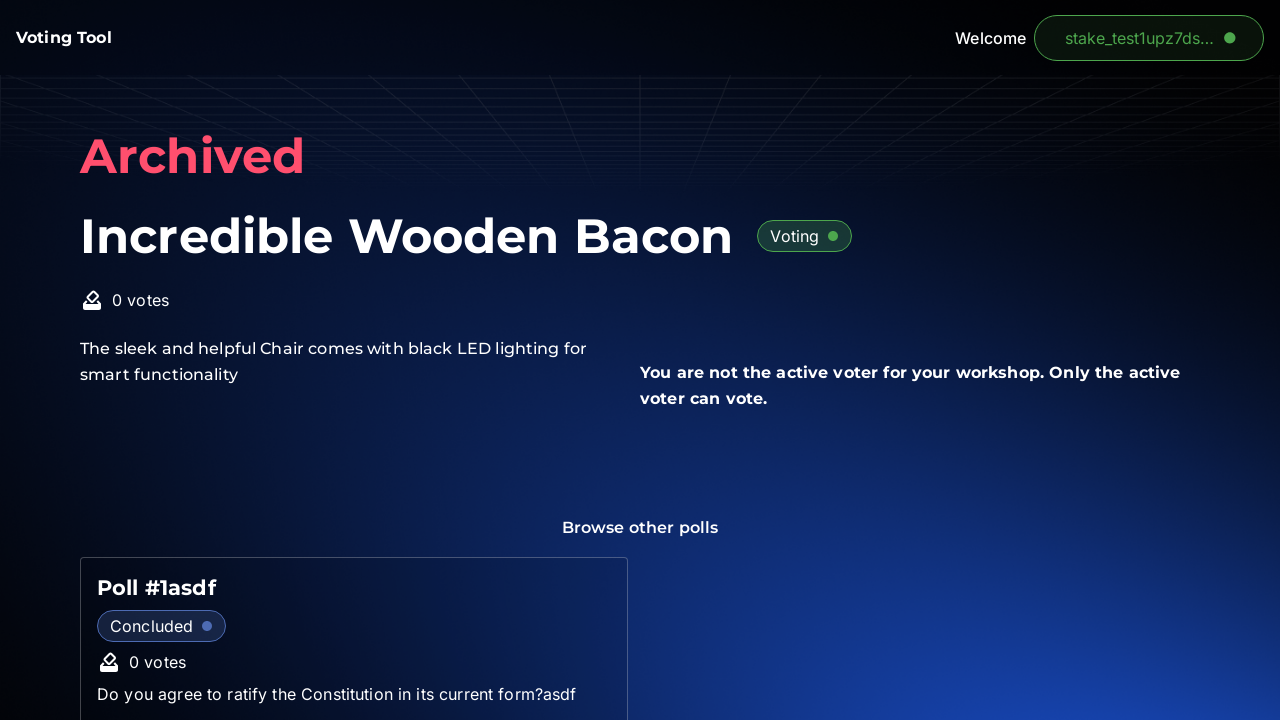 Voting Tool
Welcome
stake_test1upz7ds...
Archived
Incredible Wooden Bacon
Voting
0 votes
The sleek and helpful Chair comes with black LED lighting for
smart functionality
You are not the active voter for your workshop. Only the active
voter can vote.
Browse other polls
Poll #1asdf
Concluded
0 votes
Do you agree to ratify the Constitution in its current form?asdf